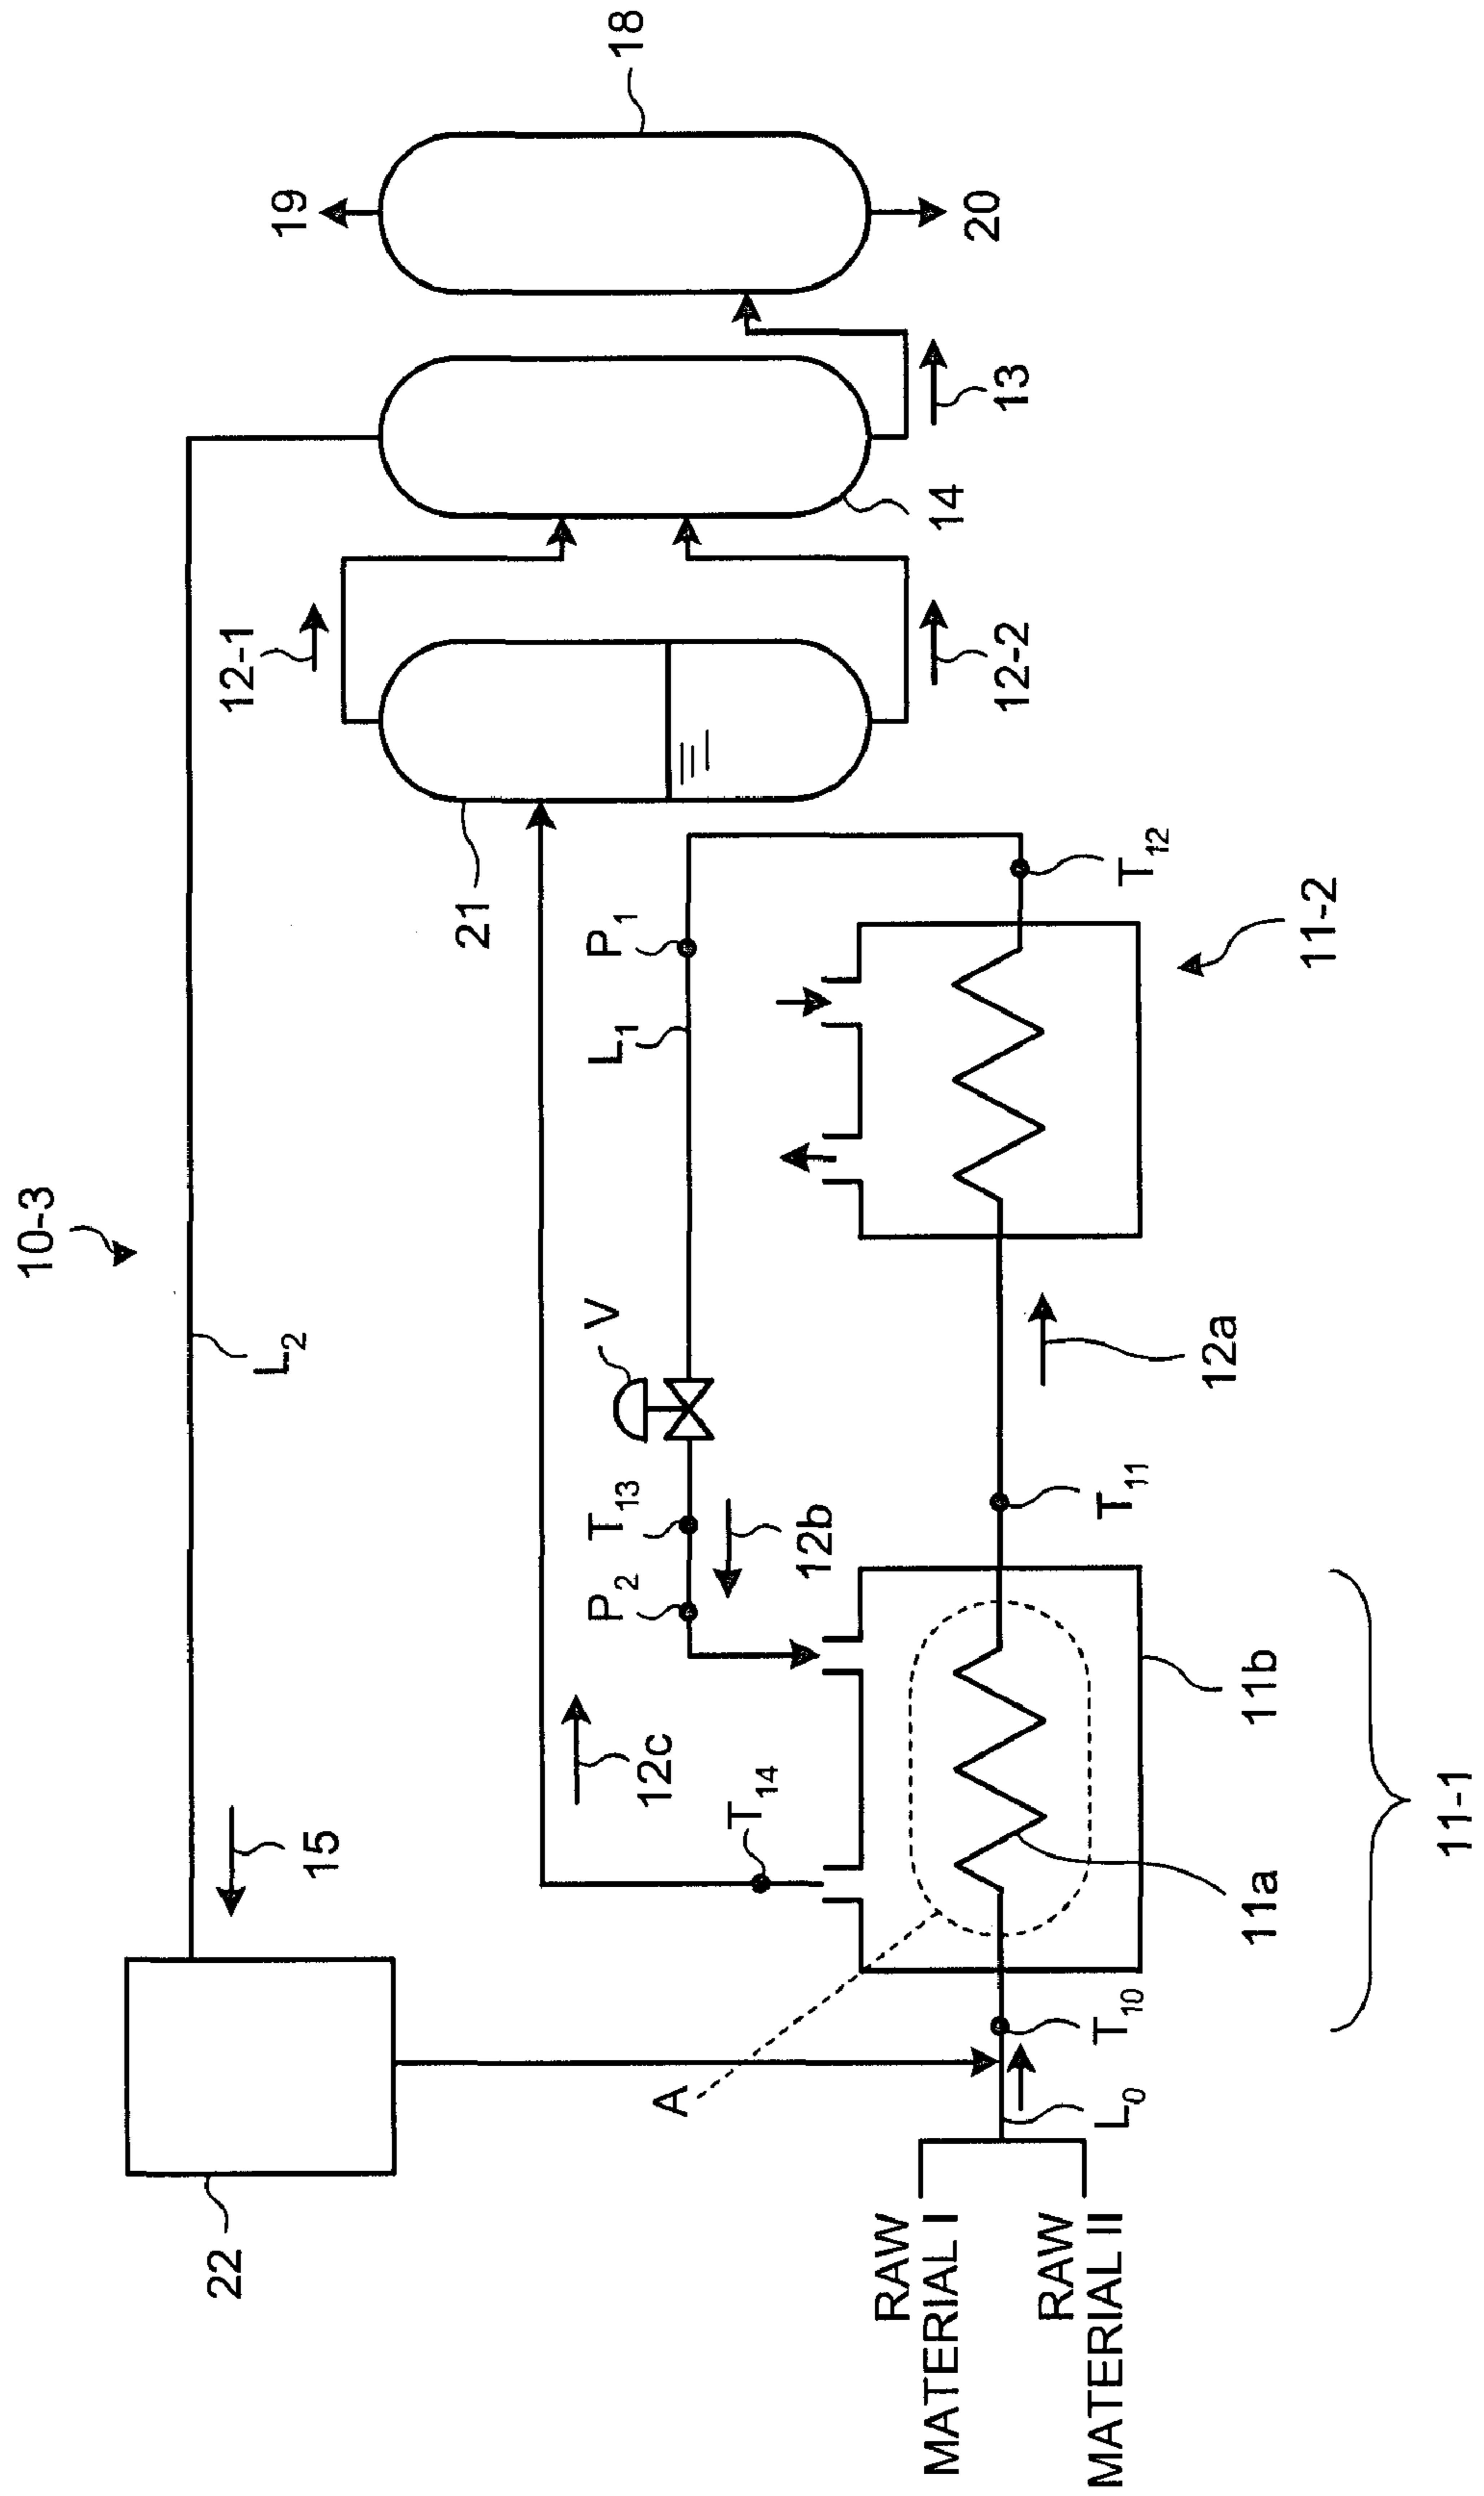 10-3
L2
15
22
19
18
20
12-1
12-2
13
14
21
P1
L1
V
T13
P2
12b
12c
T14
T12
11-2
12a
T11
11b
11a
11-1
A
T10
L0
RAW
MATERIAL I
RAW
MATERIAL II